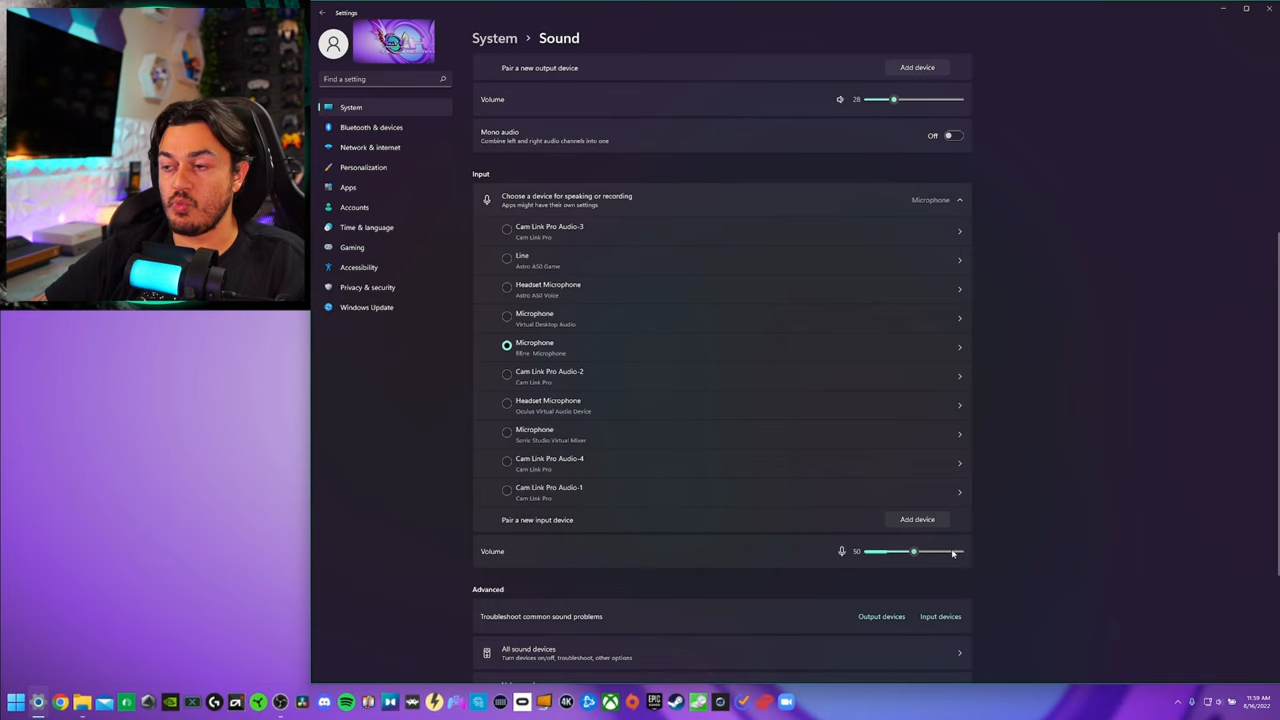 Settings
System > Sound
Find a setting
System
Bluetooth & devices
Network & internet
Personalization
Apps
Accounts
Time & language
Gaming
Accessibility
Privacy & security
Windows Update
Pair a new output device
Add device
Volume
28
Mono audio
Combine left and right audio channels into one
Off
Input
Choose a device for speaking or recording
Apps might have their own settings
Microphone
Cam Link Pro Audio-3
Cam Link Pro
Line
Astro A50 Game
Headset Microphone
Astro A50 Voice
Microphone
Virtual Desktop Audio
Microphone
fifine Microphone
Cam Link Pro Audio-2
Cam Link Pro
Headset Microphone
Oculus Virtual Audio Device
Microphone
Sonic Studio Virtual Mixer
Cam Link Pro Audio-4
Cam Link Pro
Cam Link Pro Audio-1
Cam Link Pro
Pair a new input device
Add device
Volume
50
Advanced
Troubleshoot common sound problems
Output devices
Input devices
All sound devices
Turn devices on/off, troubleshoot, other options
11:59 AM
8/16/2022